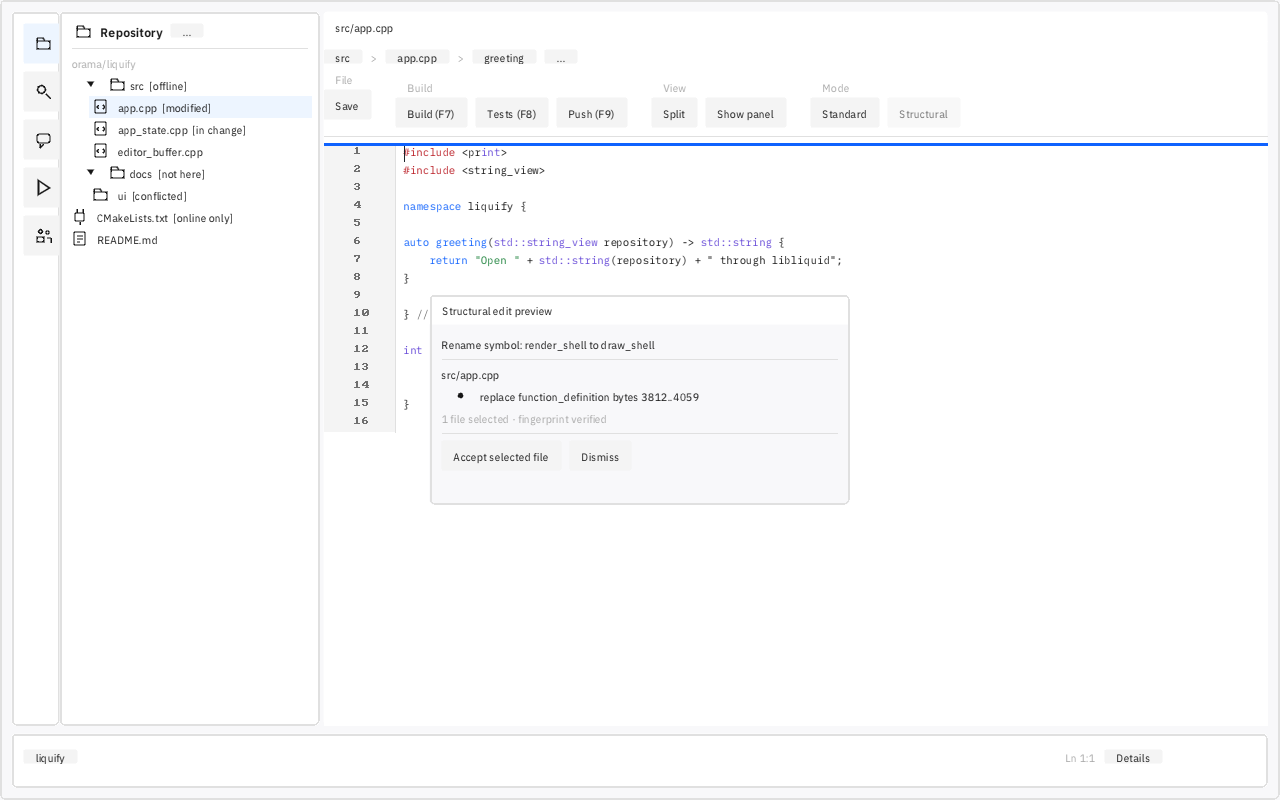 Repository ...
orama/liquify
src [offline]
app.cpp [modified]
app_state.cpp [in change]
editor_buffer.cpp
docs [not here]
ui [conflicted]
CMakeLists.txt [online only]
README.md
src/app.cpp
src > app.cpp > greeting ...
File Build View Mode
Save Build (F7) Tests (F8) Push (F9) Split Show panel Standard Structural
1 #include <print>
2 #include <string_view>
3
4 namespace liquify {
5
6 auto greeting(std::string_view repository) -> std::string {
7 return "Open " + std::string(repository) + " through libliquid";
8 }
9
10 } //
11
12 int
13
14
15 }
16
Structural edit preview
Rename symbol: render_shell to draw_shell
src/app.cpp
replace function_definition bytes 3812..4059
1 file selected · fingerprint verified
Accept selected file Dismiss
liquify Ln 1:1 Details